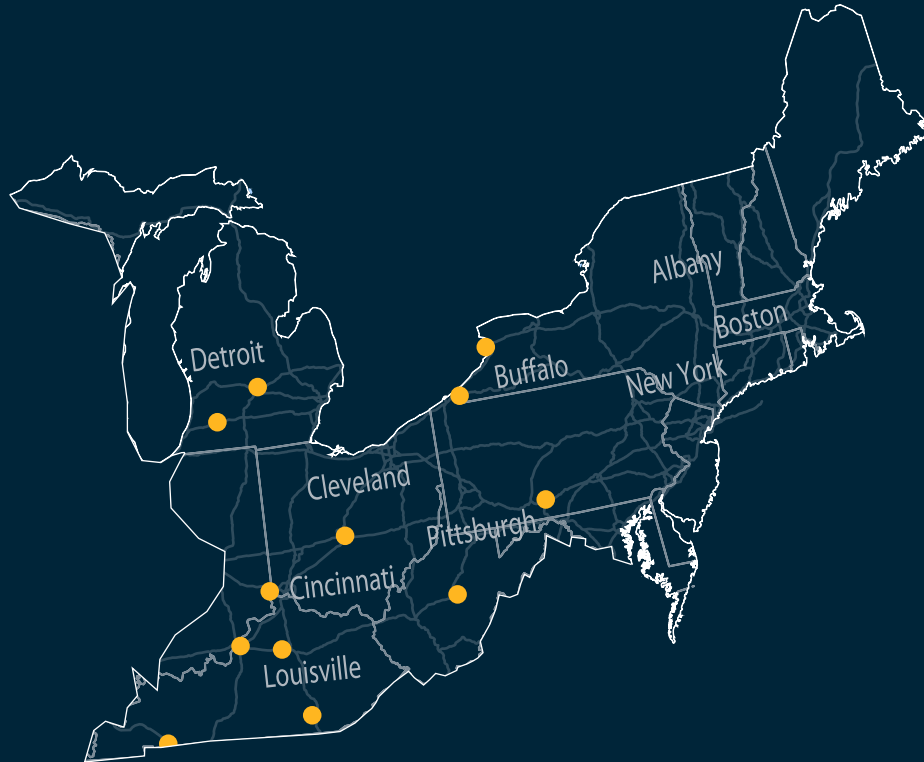 Albany
Boston
Detroit
Buffalo
New York
Cleveland
Pittsburgh
Cincinnati
Louisville